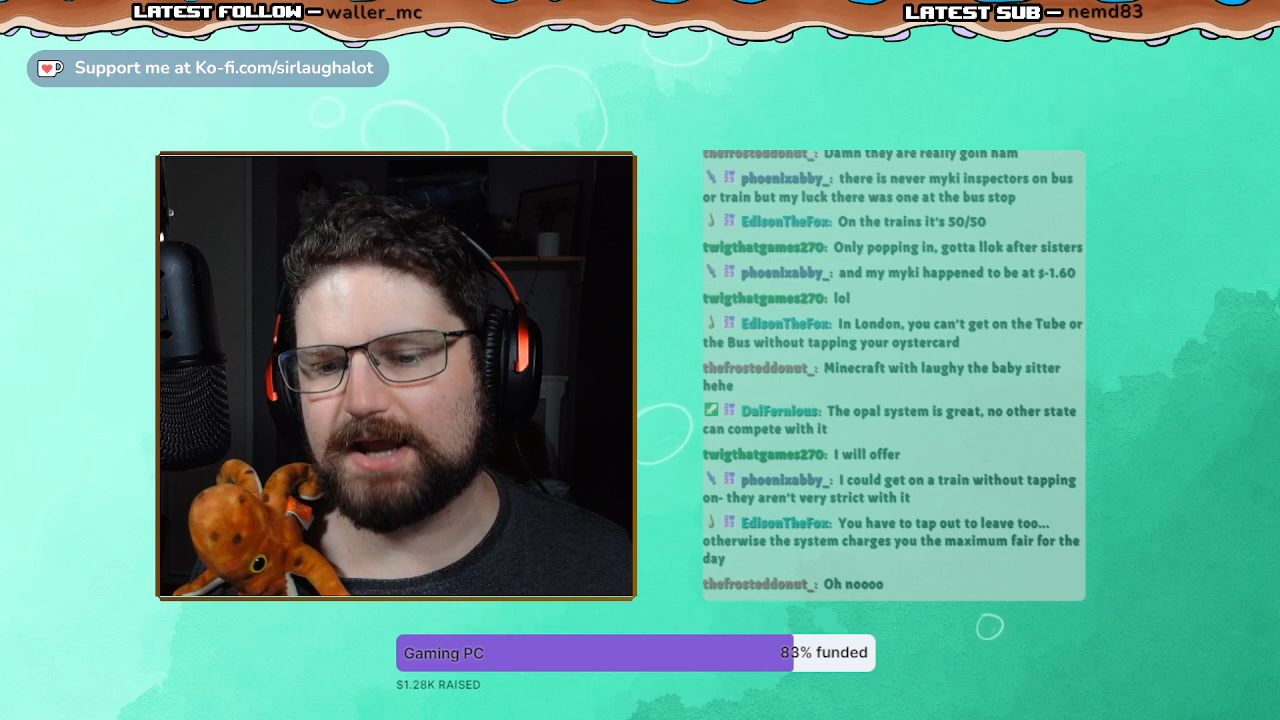 LATEST FOLLOW – waller_mc
LATEST SUB – nemd83
Support me at Ko-fi.com/sirlaughalot
thefrosteddonut_: Damn they are really goin ham
phoenixabby_: there is never myki inspectors on bus
or train but my luck there was one at the bus stop
EdisonTheFox: On the trains it's 50/50
twigthatgames270: Only popping in, gotta llok after sisters
phoenixabby_: and my myki happened to be at $-1.60
twigthatgames270: lol
EdisonTheFox: In London, you can't get on the Tube or
the Bus without tapping your oystercard
thefrosteddonut_: Minecraft with laughy the baby sitter
hehe
DalFernious: The opal system is great, no other state
can compete with it
twigthatgames270: I will offer
phoenixabby_: I could get on a train without tapping
on- they aren't very strict with it
EdisonTheFox: You have to tap out to leave too...
otherwise the system charges you the maximum fair for the
day
thefrosteddonut_: Oh noooo
Gaming PC
83% funded
$1.28K RAISED